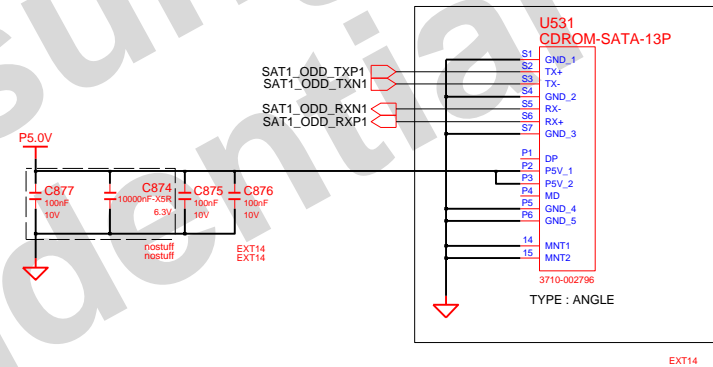 U531
CDROM-SATA-13P
S1 GND_1
SAT1_ODD_TXP1 S2 TX+
SAT1_ODD_TXN1 S3 TX-
S4 GND_2
SAT1_ODD_RXN1 S5 RX-
SAT1_ODD_RXP1 S6 RX+
S7 GND_3
P5.0V
P1 DP
P2 P5V_1
P3 P5V_2
P4 MD
P5 GND_4
P6 GND_5
C877 C874 C875 C876
100nF 10000nF-X5R 100nF 100nF
10V 6.3V 10V 10V
14 MNT1
15 MNT2
nostuff EXT14
nostuff EXT14
3710-002796
TYPE : ANGLE
EXT14